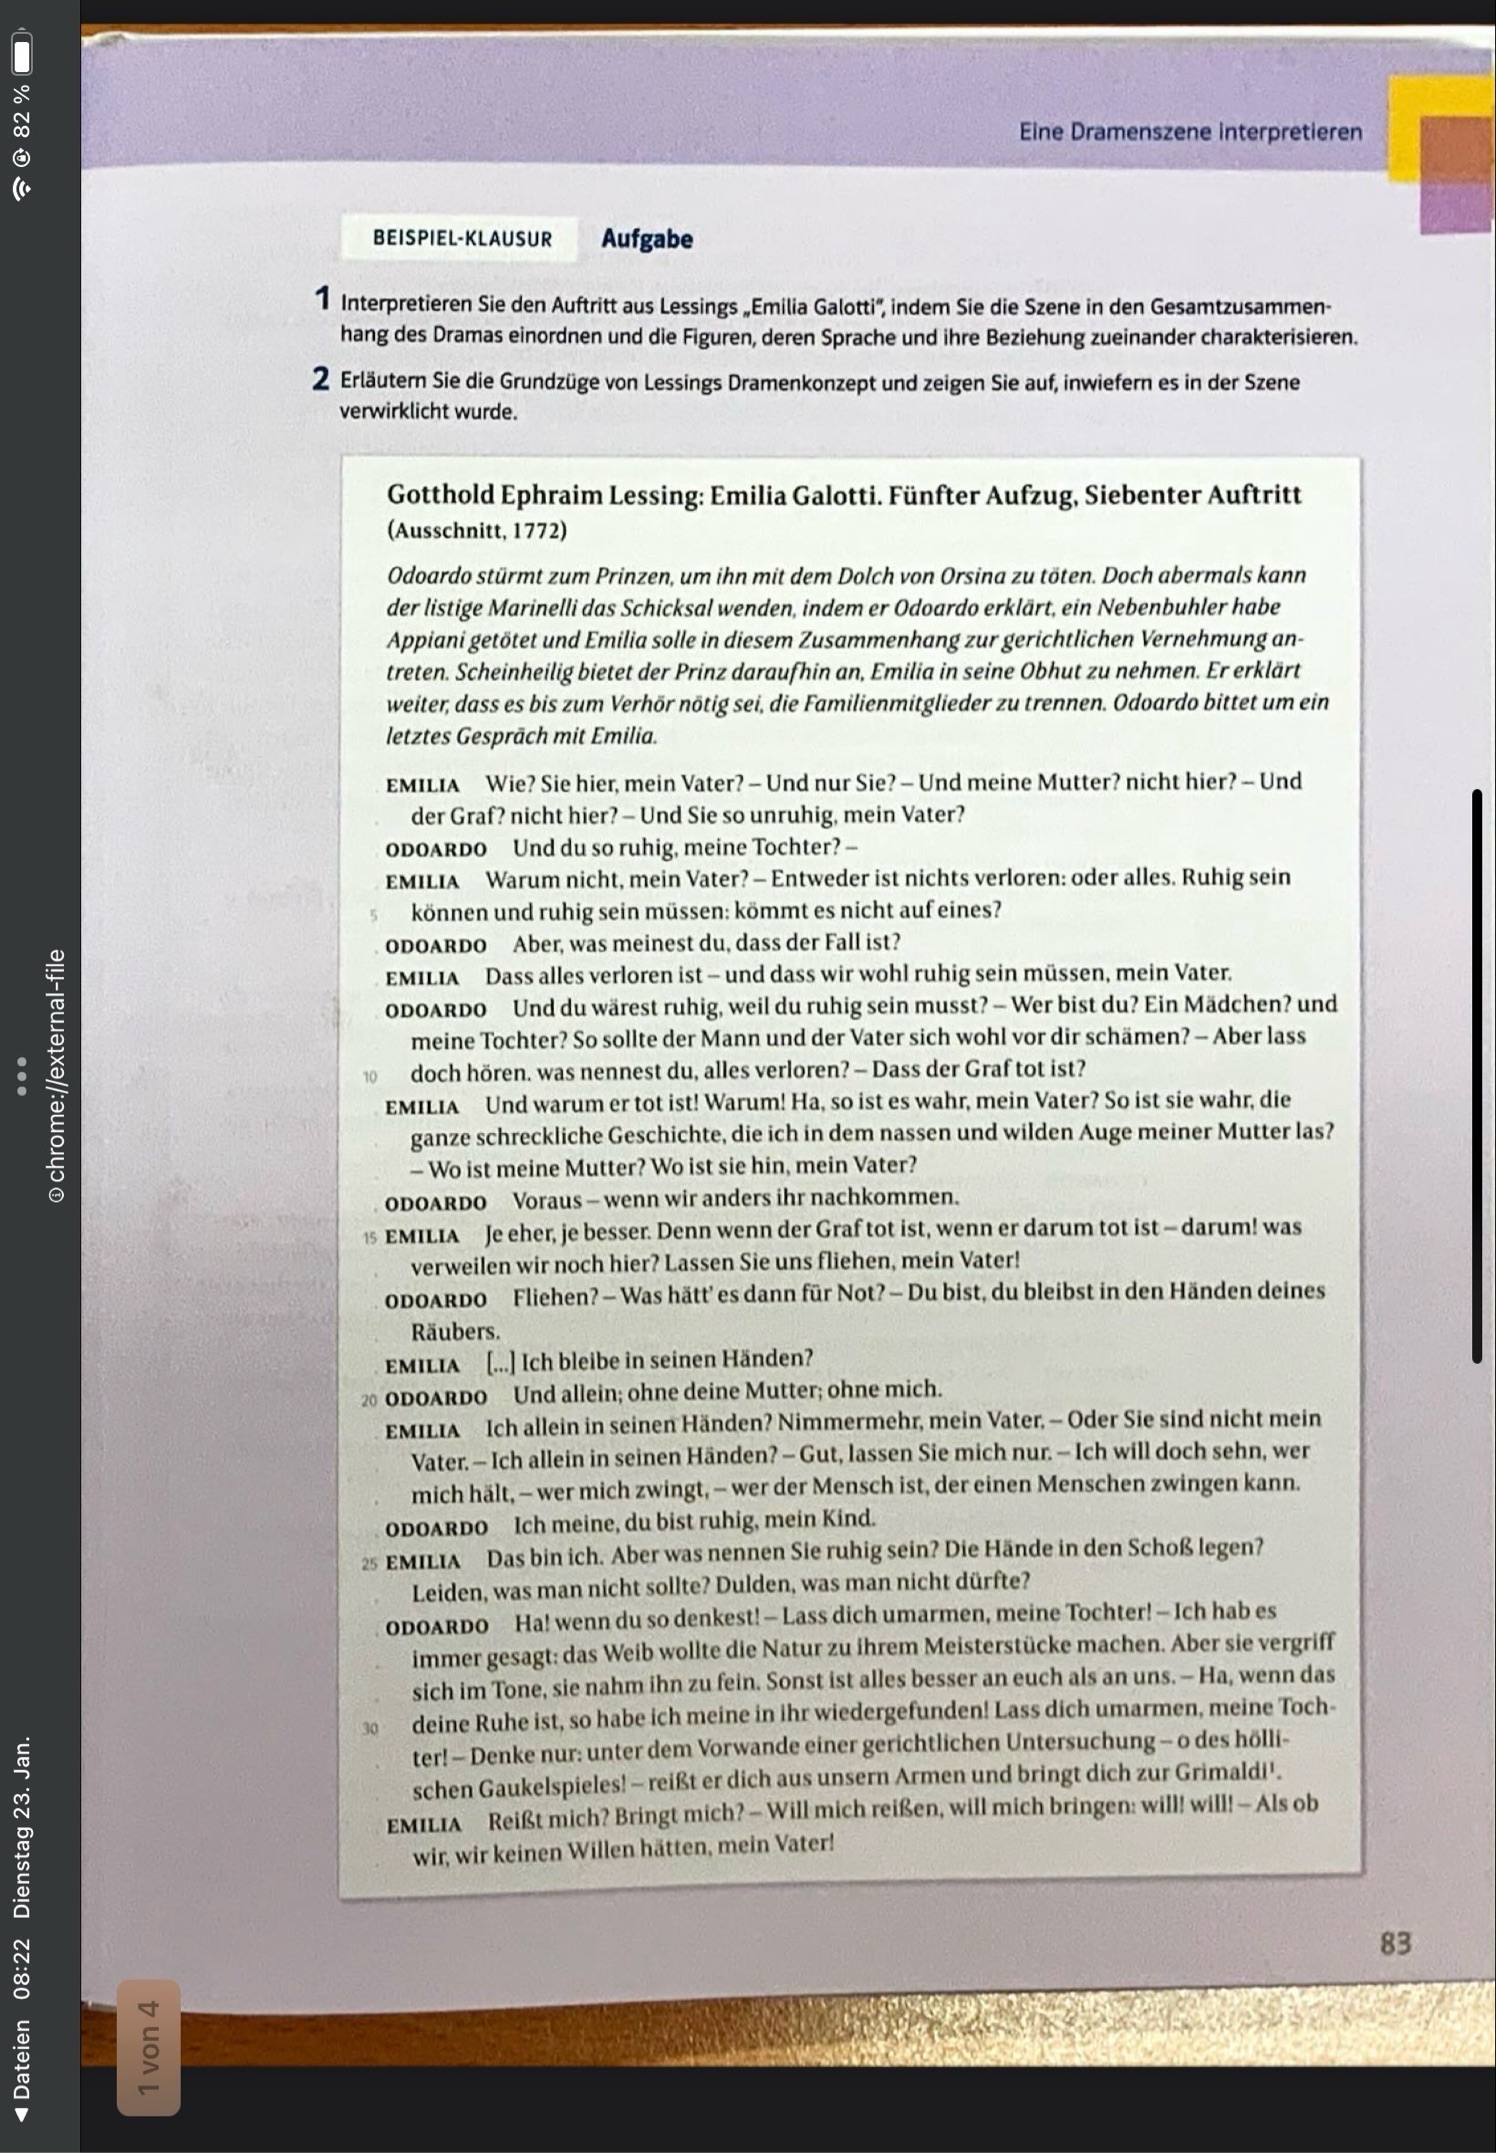 Eine Dramenszene interpretieren
BEISPIEL-KLAUSUR Aufgabe
1 Interpretieren Sie den Auftritt aus Lessings „Emilia Galotti“, indem Sie die Szene in den Gesamtzusammen-
hang des Dramas einordnen und die Figuren, deren Sprache und ihre Beziehung zueinander charakterisieren.
2 Erläutern Sie die Grundzüge von Lessings Dramenkonzept und zeigen Sie auf, inwiefern es in der Szene
verwirklicht wurde.
Gotthold Ephraim Lessing: Emilia Galotti. Fünfter Aufzug, Siebenter Auftritt
(Ausschnitt, 1772)
Odoardo stürmt zum Prinzen, um ihn mit dem Dolch von Orsina zu töten. Doch abermals kann
der listige Marinelli das Schicksal wenden, indem er Odoardo erklärt, ein Nebenbuhler habe
Appiani getötet und Emilia solle in diesem Zusammenhang zur gerichtlichen Vernehmung an-
treten. Scheinheilig bietet der Prinz daraufhin an, Emilia in seine Obhut zu nehmen. Er erklärt
weiter, dass es bis zum Verhör nötig sei, die Familienmitglieder zu trennen. Odoardo bittet um ein
letztes Gespräch mit Emilia.
EMILIA Wie? Sie hier, mein Vater? – Und nur Sie? – Und meine Mutter? nicht hier? – Und
der Graf? nicht hier? – Und Sie so unruhig, mein Vater?
ODOARDO Und du so ruhig, meine Tochter? –
EMILIA Warum nicht, mein Vater? – Entweder ist nichts verloren: oder alles. Ruhig sein
5 können und ruhig sein müssen: kömmt es nicht auf eines?
ODOARDO Aber, was meinest du, dass der Fall ist?
EMILIA Dass alles verloren ist – und dass wir wohl ruhig sein müssen, mein Vater.
ODOARDO Und du wärest ruhig, weil du ruhig sein musst? – Wer bist du? Ein Mädchen? und
meine Tochter? So sollte der Mann und der Vater sich wohl vor dir schämen? – Aber lass
10 doch hören. was nennest du, alles verloren? – Dass der Graf tot ist?
EMILIA Und warum er tot ist! Warum! Ha, so ist es wahr, mein Vater? So ist sie wahr, die
ganze schreckliche Geschichte, die ich in dem nassen und wilden Auge meiner Mutter las?
– Wo ist meine Mutter? Wo ist sie hin, mein Vater?
ODOARDO Voraus – wenn wir anders ihr nachkommen.
15 EMILIA Je eher, je besser. Denn wenn der Graf tot ist, wenn er darum tot ist – darum! was
verweilen wir noch hier? Lassen Sie uns fliehen, mein Vater!
ODOARDO Fliehen? – Was hätt' es dann für Not? – Du bist, du bleibst in den Händen deines
Räubers.
EMILIA [...] Ich bleibe in seinen Händen?
20 ODOARDO Und allein; ohne deine Mutter; ohne mich.
EMILIA Ich allein in seinen Händen? Nimmermehr, mein Vater. – Oder Sie sind nicht mein
Vater. – Ich allein in seinen Händen? – Gut, lassen Sie mich nur. – Ich will doch sehn, wer
mich hält, – wer mich zwingt, – wer der Mensch ist, der einen Menschen zwingen kann.
ODOARDO Ich meine, du bist ruhig, mein Kind.
25 EMILIA Das bin ich. Aber was nennen Sie ruhig sein? Die Hände in den Schoß legen?
Leiden, was man nicht sollte? Dulden, was man nicht dürfte?
ODOARDO Ha! wenn du so denkest! – Lass dich umarmen, meine Tochter! – Ich hab es
immer gesagt: das Weib wollte die Natur zu ihrem Meisterstücke machen. Aber sie vergriff
sich im Tone, sie nahm ihn zu fein. Sonst ist alles besser an euch als an uns. – Ha, wenn das
30 deine Ruhe ist, so habe ich meine in ihr wiedergefunden! Lass dich umarmen, meine Toch-
ter! – Denke nur: unter dem Vorwande einer gerichtlichen Untersuchung – o des hölli-
schen Gaukelspieles! – reißt er dich aus unsern Armen und bringt dich zur Grimaldi¹.
EMILIA Reißt mich? Bringt mich? – Will mich reißen, will mich bringen: will! will! – Als ob
wir, wir keinen Willen hätten, mein Vater!
83
◀ Dateien 08:22 Dienstag 23. Jan.
chrome://external-file
82 %
1 von 4